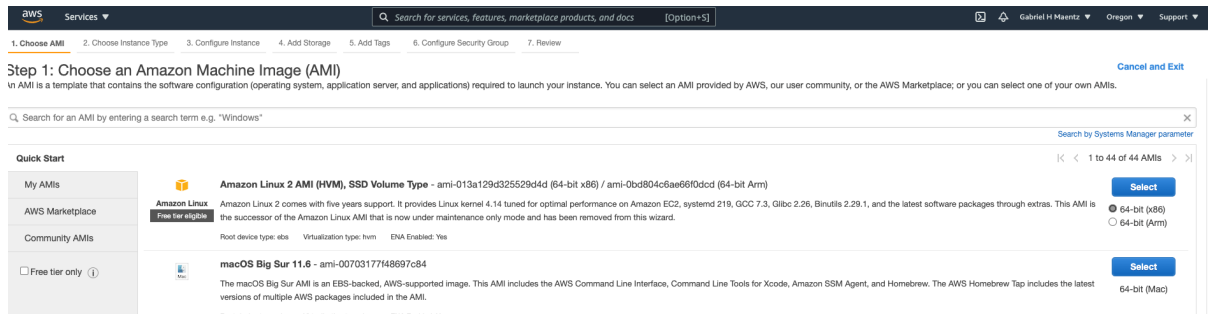 aws Services ▼ Search for services, features, marketplace products, and docs [Option+S] Gabriel H Maentz ▼ Oregon ▼ Support ▼
1. Choose AMI 2. Choose Instance Type 3. Configure Instance 4. Add Storage 5. Add Tags 6. Configure Security Group 7. Review
Step 1: Choose an Amazon Machine Image (AMI) Cancel and Exit
An AMI is a template that contains the software configuration (operating system, application server, and applications) required to launch your instance. You can select an AMI provided by AWS, our user community, or the AWS Marketplace; or you can select one of your own AMIs.
Search for an AMI by entering a search term e.g. "Windows"
Search by Systems Manager parameter
Quick Start 1 to 44 of 44 AMIs
My AMIs
AWS Marketplace
Community AMIs
Free tier only
Amazon Linux
Free tier eligible
Amazon Linux 2 AMI (HVM), SSD Volume Type - ami-013a129d325529d4d (64-bit x86) / ami-0bd804c6ae66f0dcd (64-bit Arm)
Amazon Linux 2 comes with five years support. It provides Linux kernel 4.14 tuned for optimal performance on Amazon EC2, systemd 219, GCC 7.3, Glibc 2.26, Binutils 2.29.1, and the latest software packages through extras. This AMI is
the successor of the Amazon Linux AMI that is now under maintenance only mode and has been removed from this wizard.
Root device type: ebs Virtualization type: hvm ENA Enabled: Yes
Select
64-bit (x86)
64-bit (Arm)
Mac
macOS Big Sur 11.6 - ami-00703177f48697c84
The macOS Big Sur AMI is an EBS-backed, AWS-supported image. This AMI includes the AWS Command Line Interface, Command Line Tools for Xcode, Amazon SSM Agent, and Homebrew. The AWS Homebrew Tap includes the latest
versions of multiple AWS packages included in the AMI.
Select
64-bit (Mac)